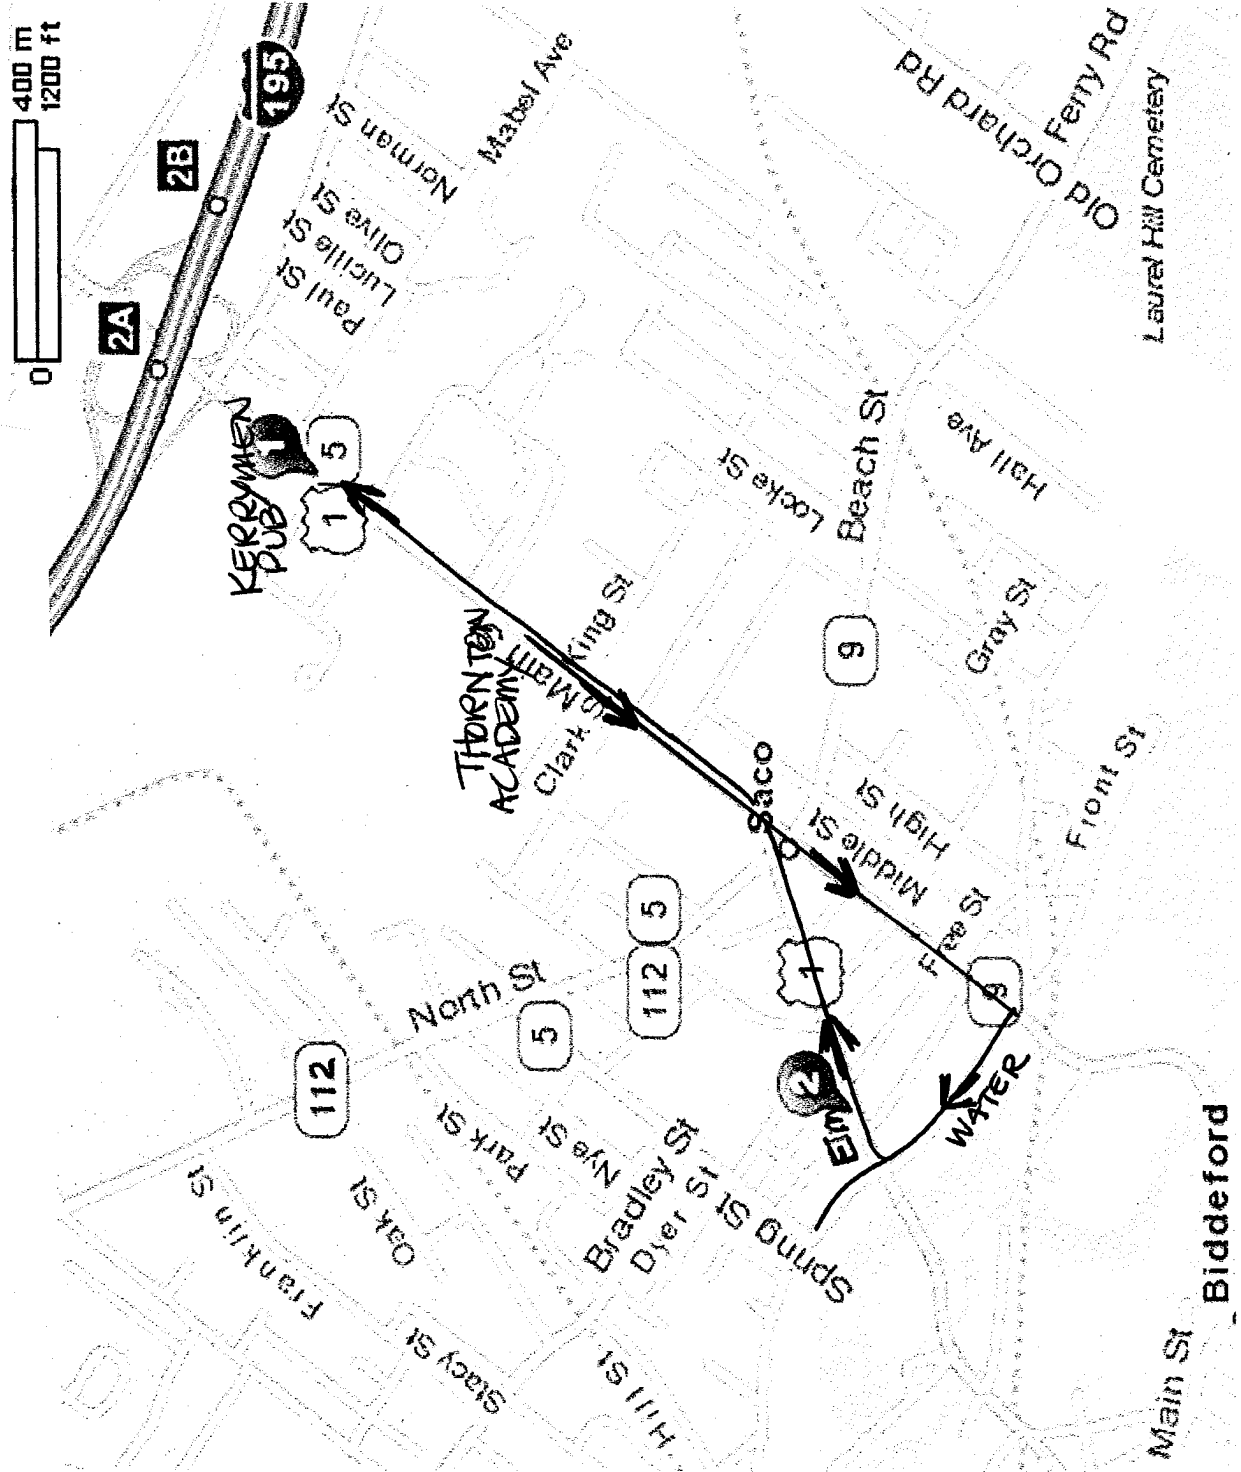 400 m
1200 ft
0
195
2B
2A
Norman St
Mabel Ave
Olive St
Lucille St
Paul St
Old Orchard Rd
Ferry Rd
Laurel Hill Cemetery
KERRYMEN
PUB
1
5
1
THORNTON
ACADEMY
Main St
King St
Clark
Locke St
Beach St
Hall Ave
9
Gray St
Saco
Middle St
High St
Front St
Free St
9
112
5
North St
5
112
1
2
Elm
WATER
Park St
Nye St
Bradley St
Dyer St
Spring St
Oak St
Franklin St
Stacy St
Hill St
Main St
Biddeford